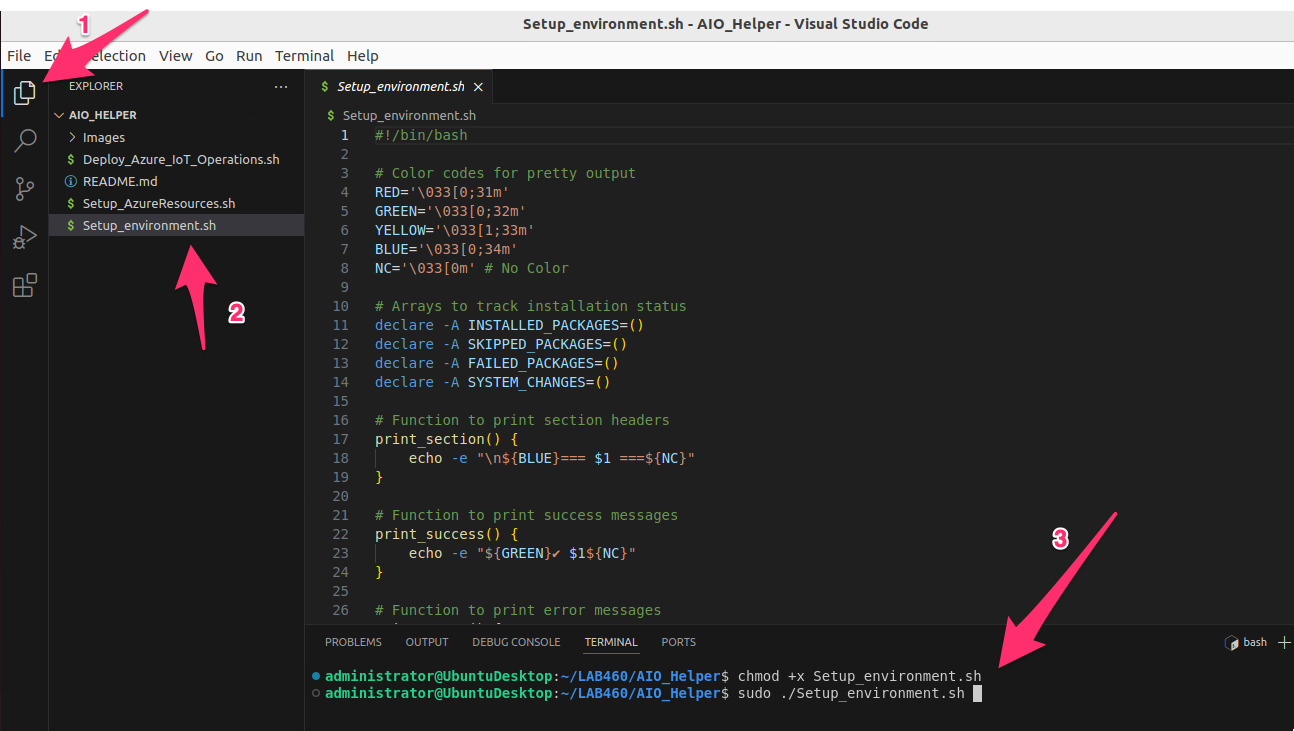 1
Setup_environment.sh - AIO_Helper - Visual Studio Code
File Selection View Go Run Terminal Help
EXPLORER
AIO_HELPER
Images
$ Deploy_Azure_IoT_Operations.sh
README.md
$ Setup_AzureResources.sh
$ Setup_environment.sh
2
$ Setup_environment.sh
$ Setup_environment.sh
1 #!/bin/bash
2
3 # Color codes for pretty output
4 RED='\033[0;31m'
5 GREEN='\033[0;32m'
6 YELLOW='\033[1;33m'
7 BLUE='\033[0;34m'
8 NC='\033[0m' # No Color
9
10 # Arrays to track installation status
11 declare -A INSTALLED_PACKAGES=()
12 declare -A SKIPPED_PACKAGES=()
13 declare -A FAILED_PACKAGES=()
14 declare -A SYSTEM_CHANGES=()
15
16 # Function to print section headers
17 print_section() {
18 echo -e "\n${BLUE}=== $1 ===${NC}"
19 }
20
21 # Function to print success messages
22 print_success() {
23 echo -e "${GREEN}✔ $1${NC}"
24 }
25
26 # Function to print error messages
3
PROBLEMS OUTPUT DEBUG CONSOLE TERMINAL PORTS bash
administrator@UbuntuDesktop:~/LAB460/AIO_Helper$ chmod +x Setup_environment.sh
administrator@UbuntuDesktop:~/LAB460/AIO_Helper$ sudo ./Setup_environment.sh